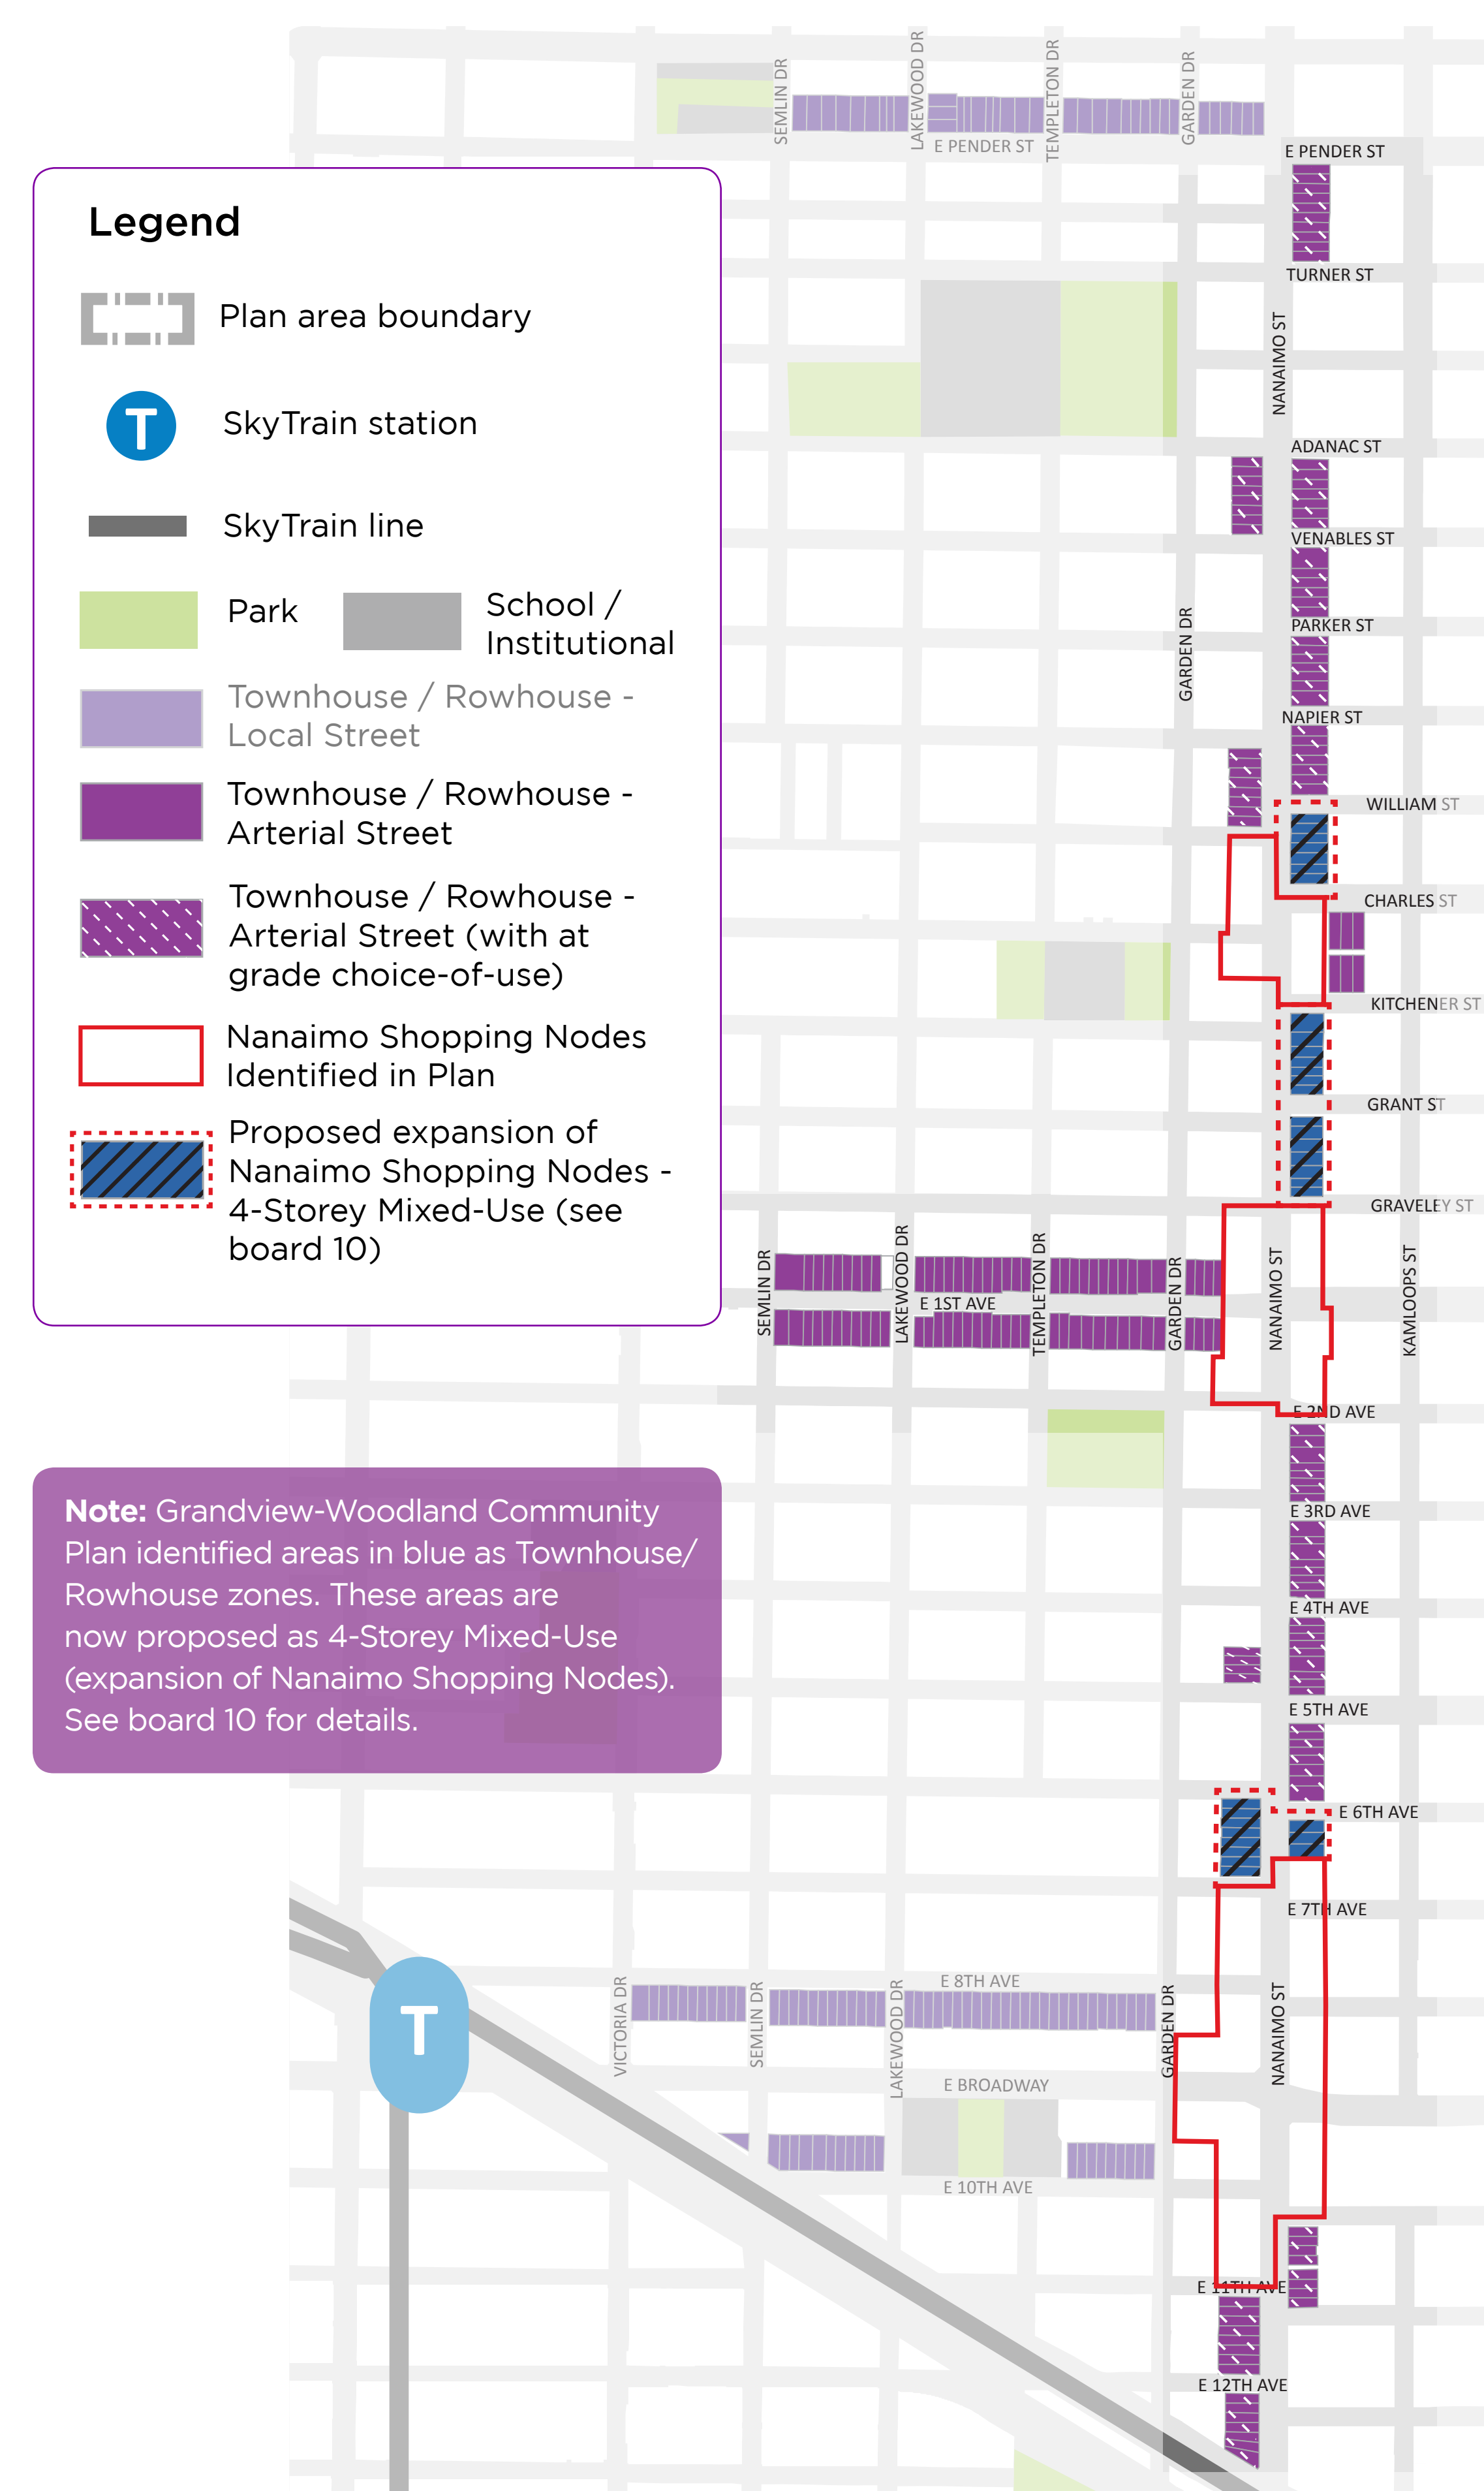 SEMLIN DR
LAKEWOOD DR
TEMPLETON DR
GARDEN DR
E PENDER ST
E PENDER ST
TURNER ST
NANAIMO ST
ADANAC ST
VENABLES ST
GARDEN DR
PARKER ST
NAPIER ST
WILLIAM ST
CHARLES ST
KITCHENER ST
GRANT ST
GRAVELEY ST
Legend
Plan area boundary
T
SkyTrain station
SkyTrain line
Park
School /
Institutional
Townhouse / Rowhouse -
Local Street
Townhouse / Rowhouse -
Arterial Street
Townhouse / Rowhouse -
Arterial Street (with at
grade choice-of-use)
Nanaimo Shopping Nodes
Identified in Plan
Proposed expansion of
Nanaimo Shopping Nodes -
4-Storey Mixed-Use (see
board 10)
SEMLIN DR
LAKEWOOD DR
E 1ST AVE
TEMPLETON DR
GARDEN DR
NANAIMO ST
KAMLOOPS ST
E 2ND AVE
Note: Grandview-Woodland Community
Plan identified areas in blue as Townhouse/
Rowhouse zones. These areas are
now proposed as 4-Storey Mixed-Use
(expansion of Nanaimo Shopping Nodes).
See board 10 for details.
E 3RD AVE
E 4TH AVE
E 5TH AVE
E 6TH AVE
E 7TH AVE
T
VICTORIA DR
SEMLIN DR
LAKEWOOD DR
E 8TH AVE
GARDEN DR
NANAIMO ST
E BROADWAY
E 10TH AVE
E 11TH AVE
E 12TH AVE